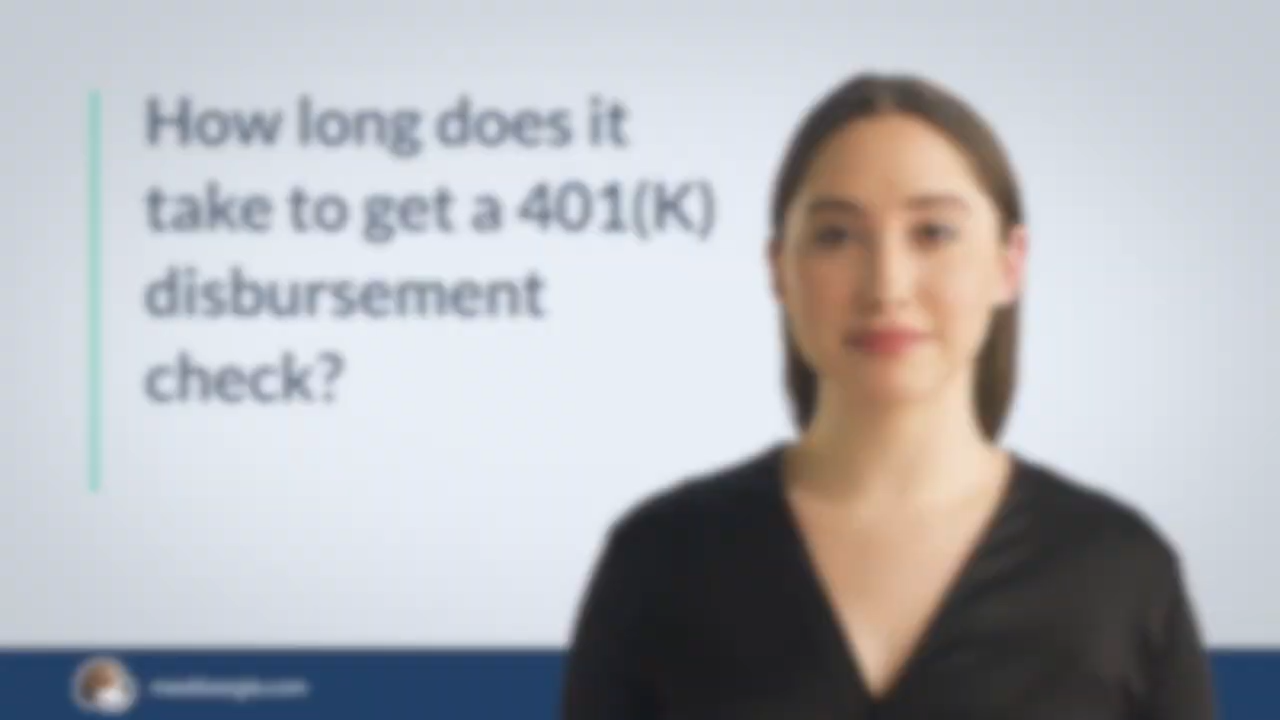 How long does it
take to get a 401(K)
disbursement
check?